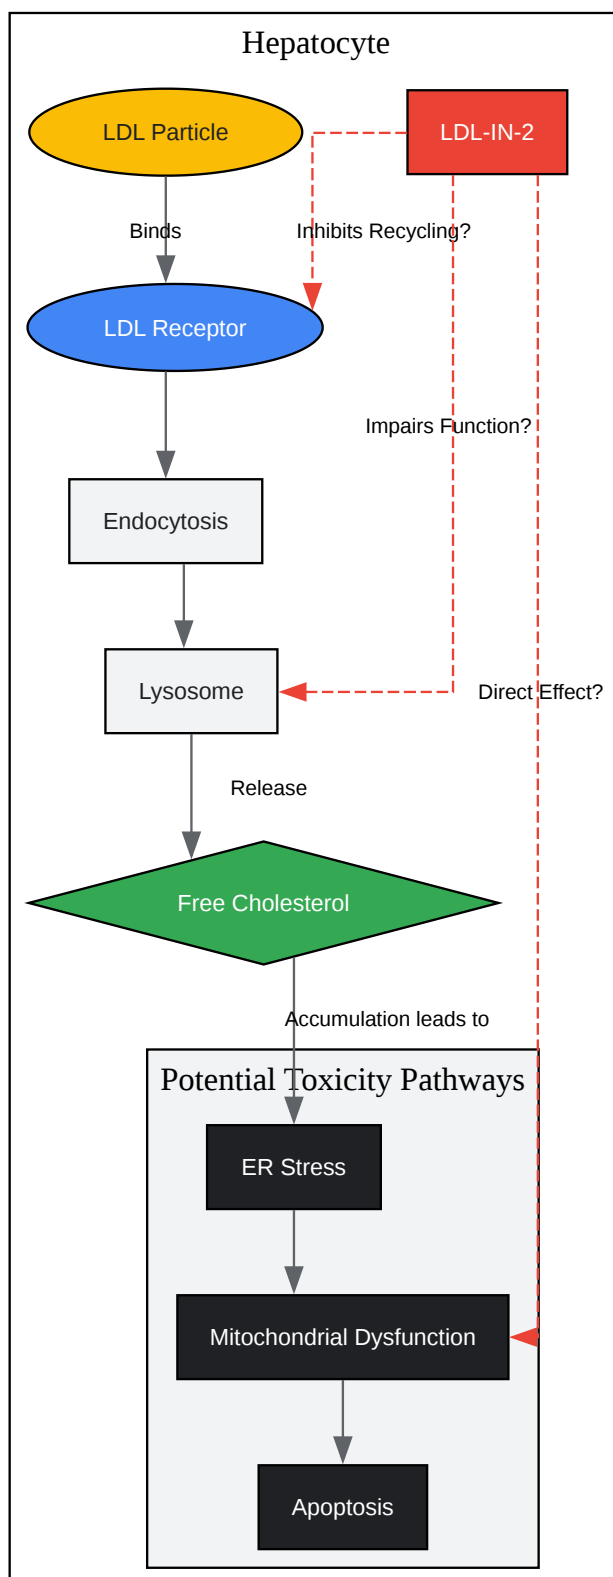 Hepatocyte
LDL Particle
LDL-IN-2
Binds
Inhibits Recycling?
LDL Receptor
Impairs Function?
Endocytosis
Lysosome
Direct Effect?
Release
Free Cholesterol
Accumulation leads to
Potential Toxicity Pathways
ER Stress
Mitochondrial Dysfunction
Apoptosis